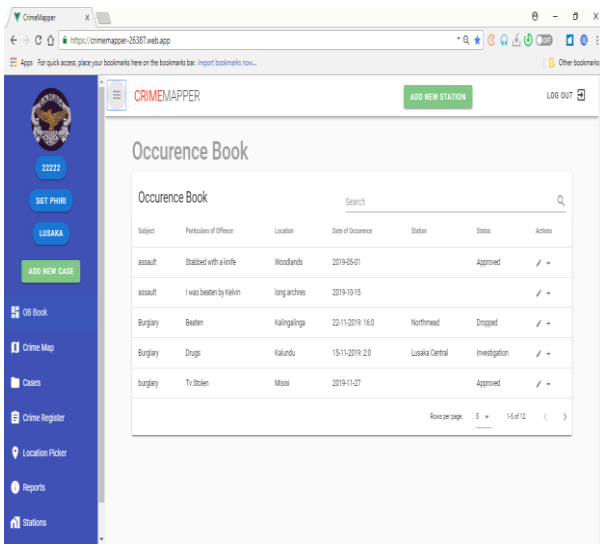 CrimeMapper
https://crimemapper-26387.web.app
OFF
Apps For quick access, place your bookmarks here on the bookmarks bar. Import bookmarks now...
Other bookmarks
CRIMEMAPPER
ADD NEW STATION
LOG OUT
22222
SGT PHIRI
LUSAKA
ADD NEW CASE
OB Book
Crime Map
Cases
Crime Register
Location Picker
Reports
Stations
Occurence Book
Occurence Book
Search
Subject Particulars of Offence Location Date of Occurence Station Status Actions
assault Stabbed with a knife Woodlands 2019-05-01 Approved
assault I was beaten by Kelvin long archres 2019-10-15
Burglary Beaten Kalingalinga 22-11-2019: 16:0 Northmead Dropped
Burglary Drugs Kalundu 15-11-2019: 2:0 Lusaka Central Investigation
burglary Tv Stolen Misisi 2019-11-27 Approved
Rows per page: 5 1-5 of 12